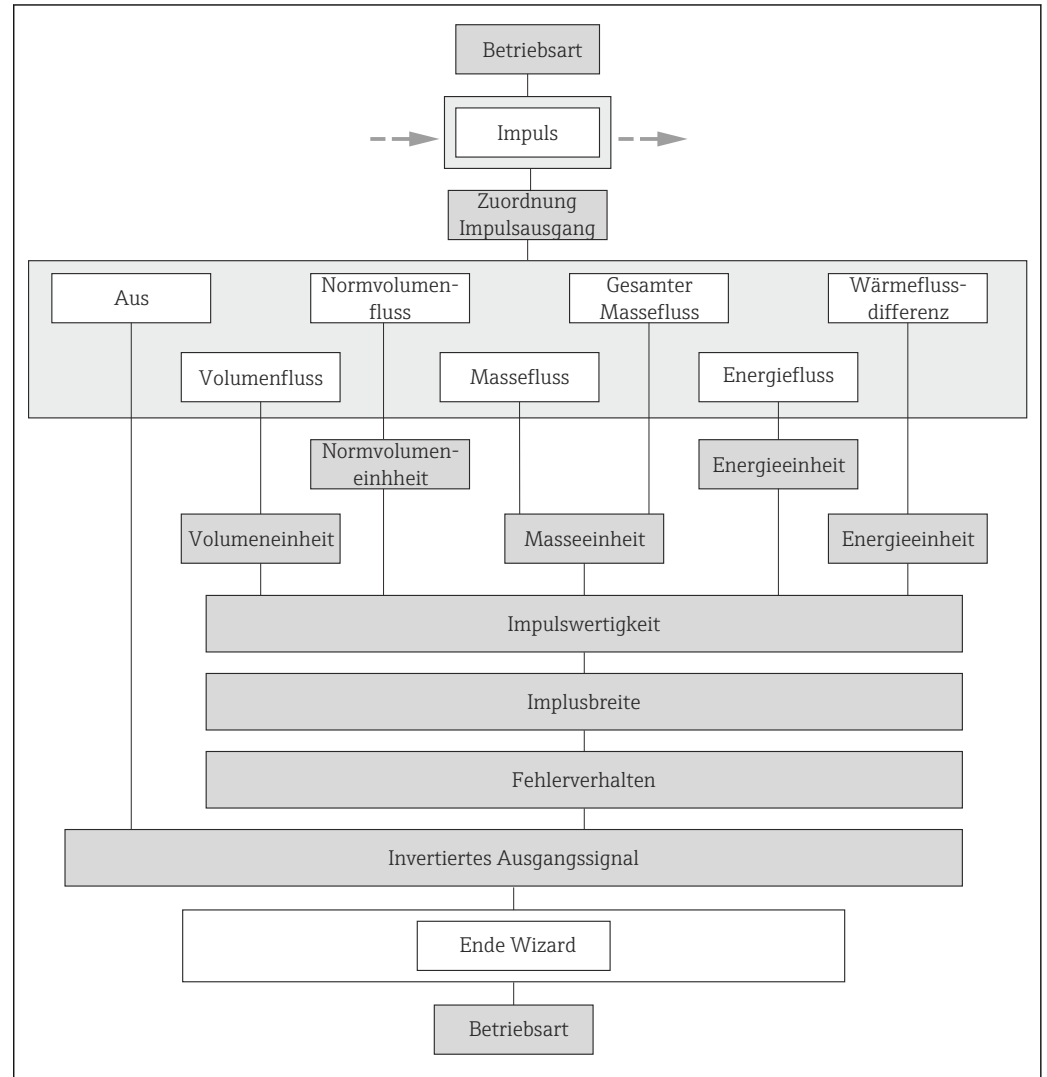 Betriebsart
Impuls
Zuordnung
Impulsausgang
Aus
Normvolumen-
fluss
Gesamter
Massefluss
Wärmefluss-
differenz
Volumenfluss
Massefluss
Energiefluss
Normvolumen-
einhheit
Energieeinheit
Volumeneinheit
Masseeinheit
Energieeinheit
Impulswertigkeit
Implusbreite
Fehlerverhalten
Invertiertes Ausgangssignal
Ende Wizard
Betriebsart